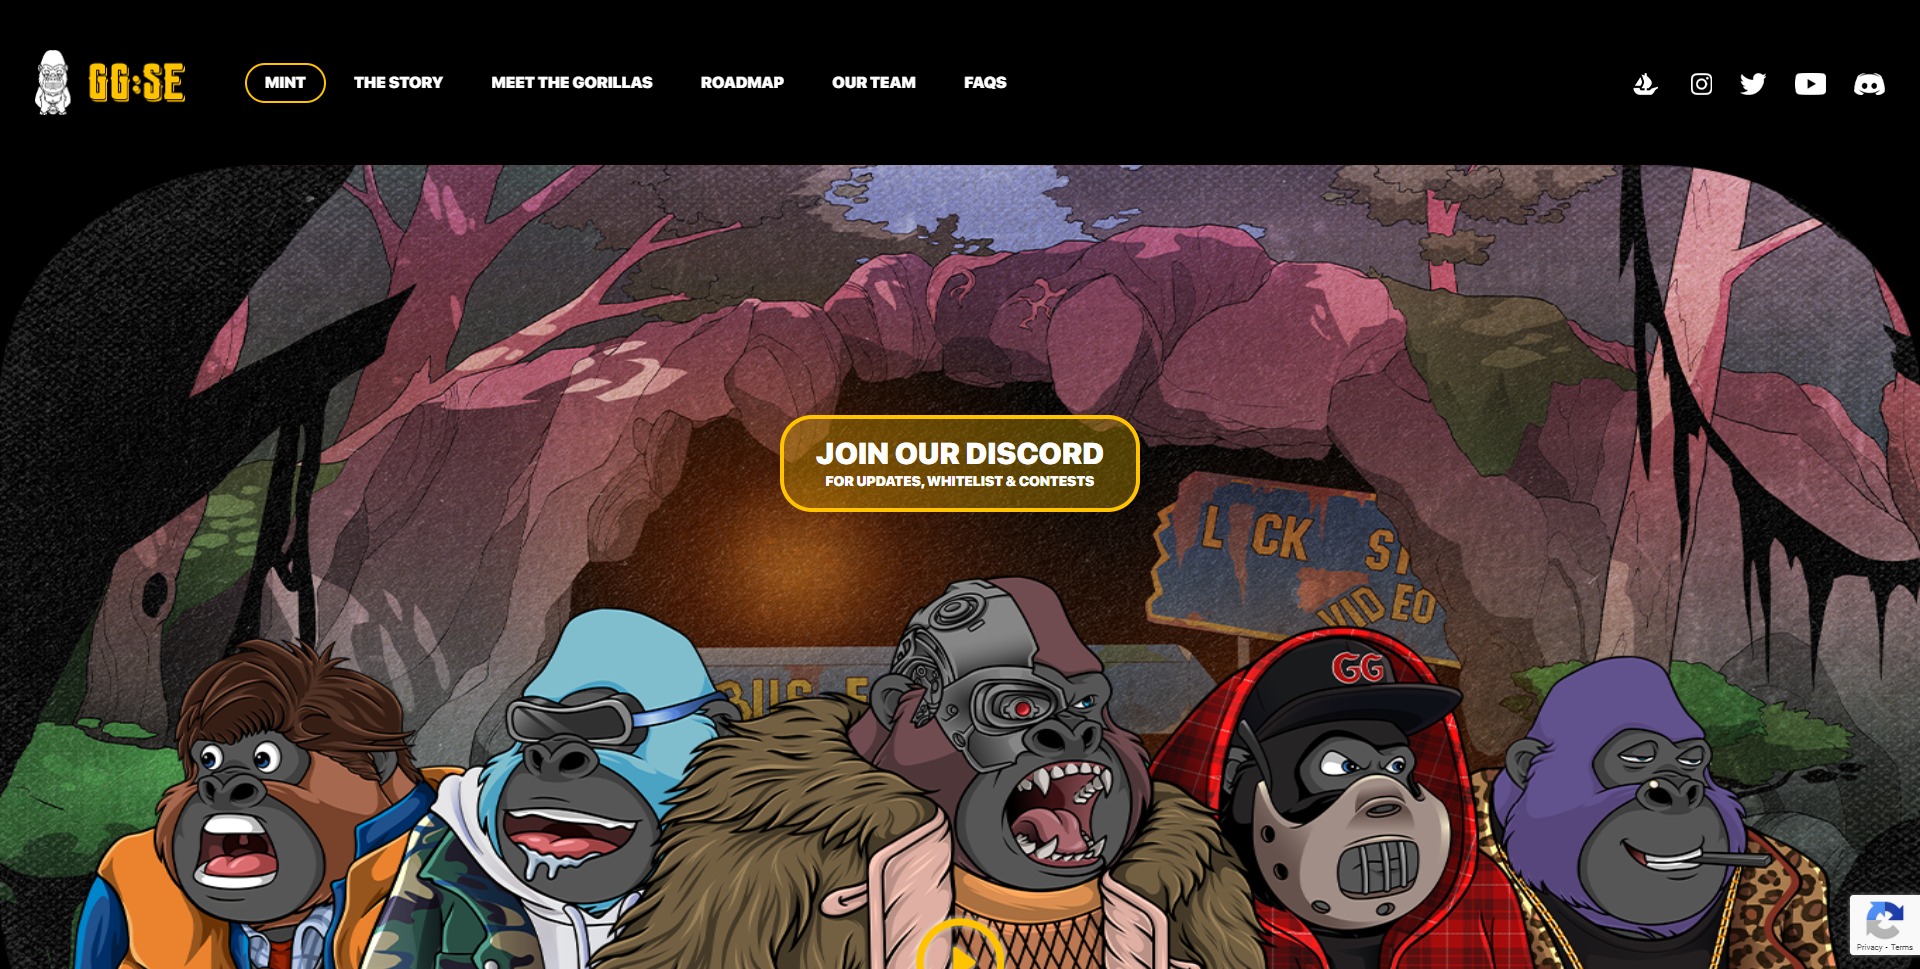 GG:SE
MINT
THE STORY
MEET THE GORILLAS
ROADMAP
OUR TEAM
FAQS
JOIN OUR DISCORD
FOR UPDATES, WHITELIST & CONTESTS
L CK
VID EO
GG
Privacy - Terms